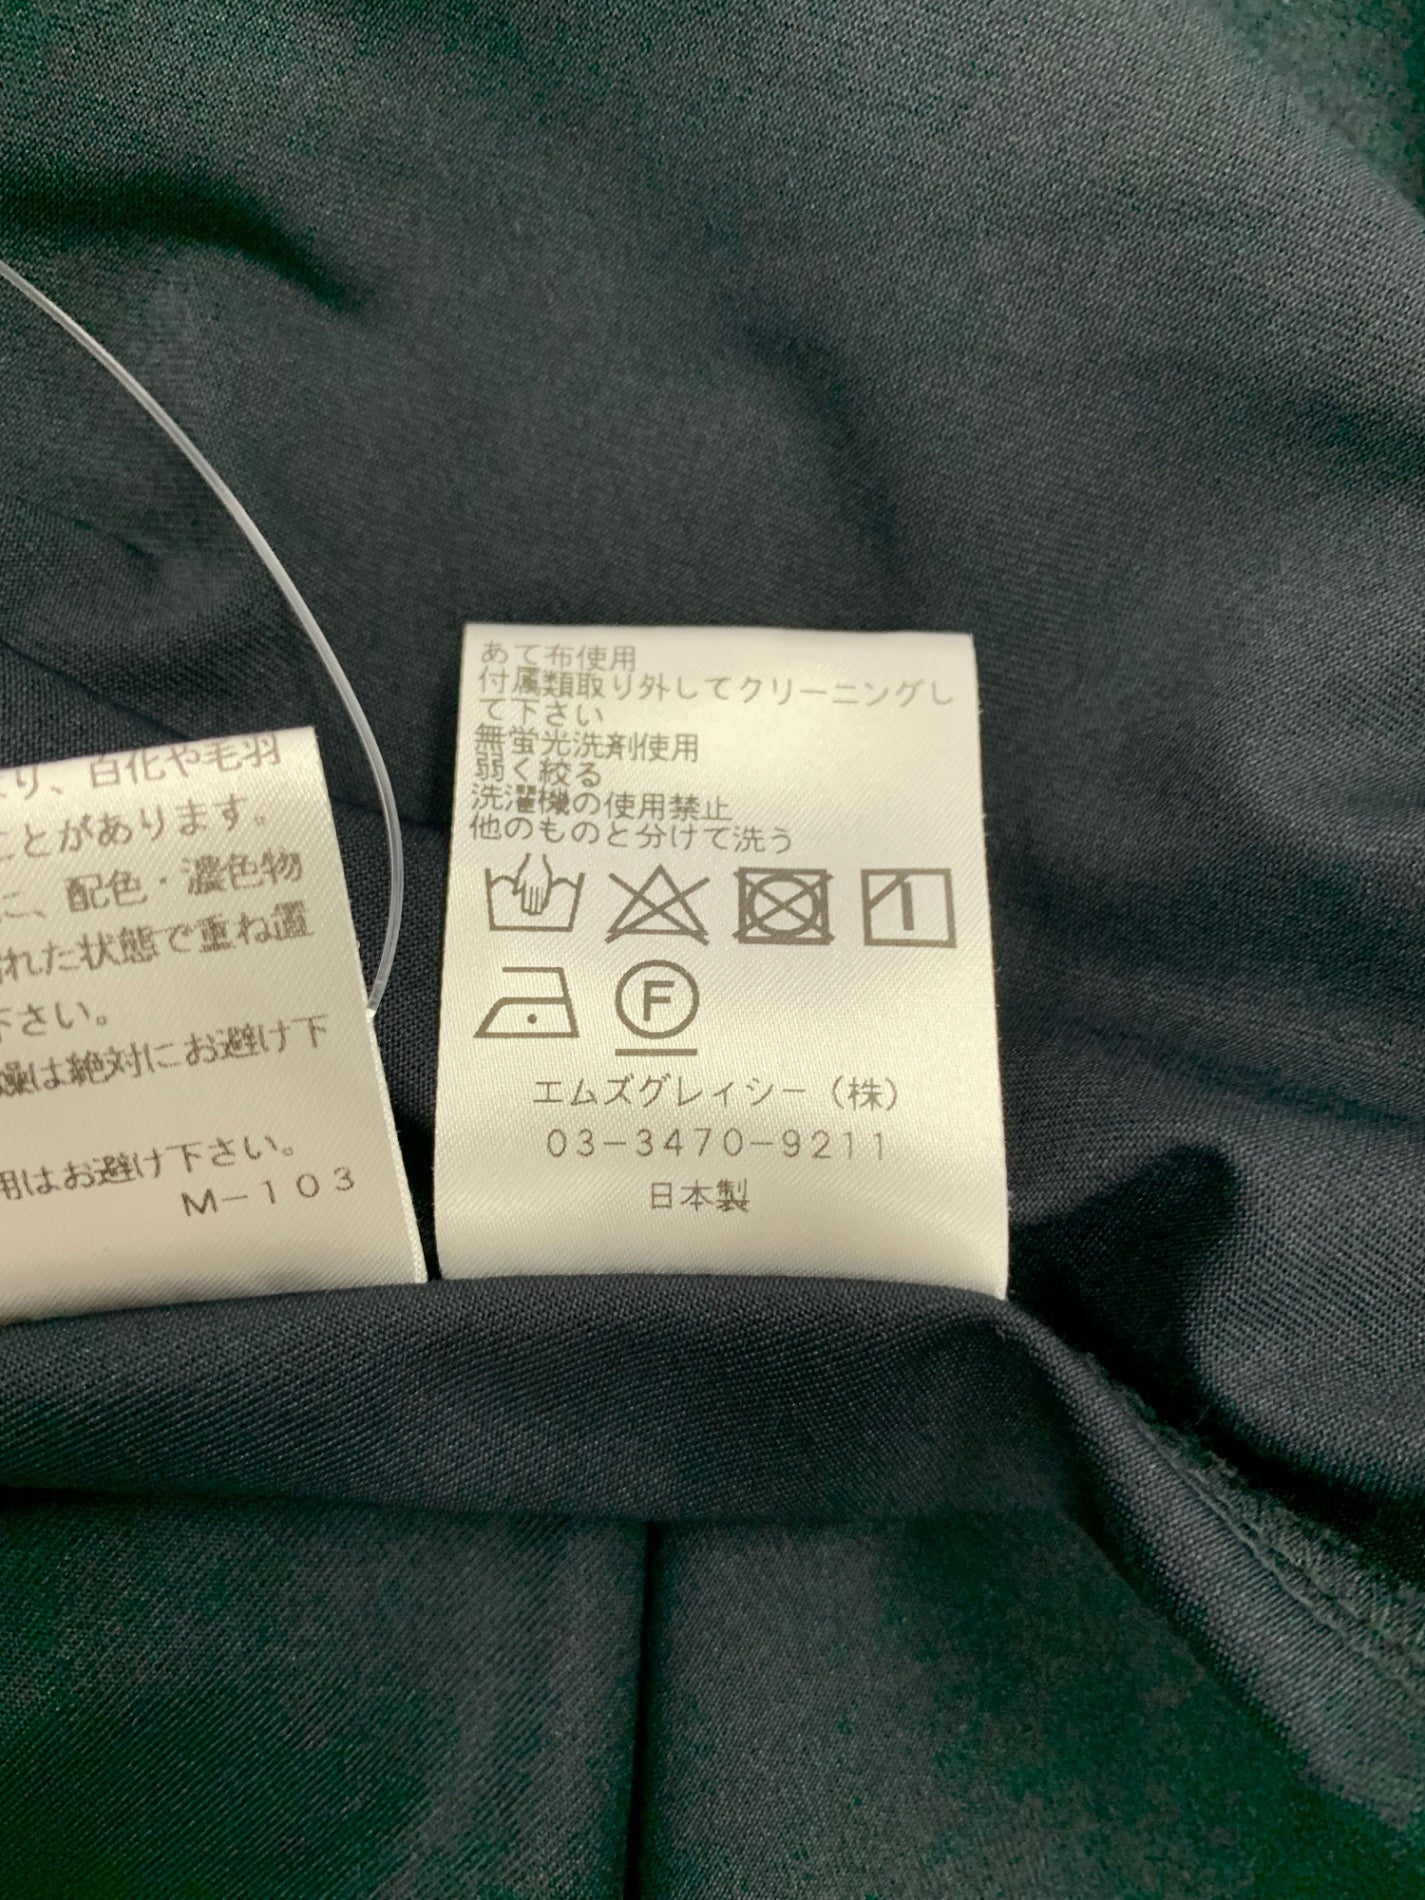 り、白化や毛羽
ことがあります。
に、配色・濃色物
れた状態で重ね置
下さい。
燥は絶対にお避け下
用はお避け下さい。
M-103
あて布使用
付属類取り外してクリーニングし
て下さい
無蛍光洗剤使用
弱く絞る
洗濯機の使用禁止
他のものと分けて洗う
F
エムズグレイシー（株）
03-3470-9211
日本製